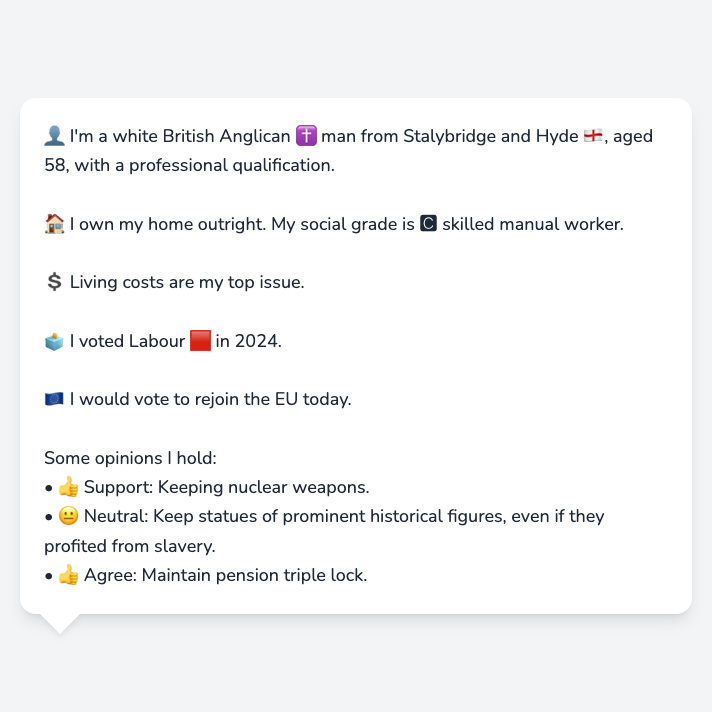 👤 I'm a white British Anglican ✝️ man from Stalybridge and Hyde 🏴󠁧󠁢󠁥󠁮󠁧󠁿, aged
58, with a professional qualification.
🏠 I own my home outright. My social grade is 🅲 skilled manual worker.
💲 Living costs are my top issue.
🗳️ I voted Labour 🟥 in 2024.
🇪🇺 I would vote to rejoin the EU today.
Some opinions I hold:
• 👍 Support: Keeping nuclear weapons.
• 😐 Neutral: Keep statues of prominent historical figures, even if they
profited from slavery.
• 👍 Agree: Maintain pension triple lock.